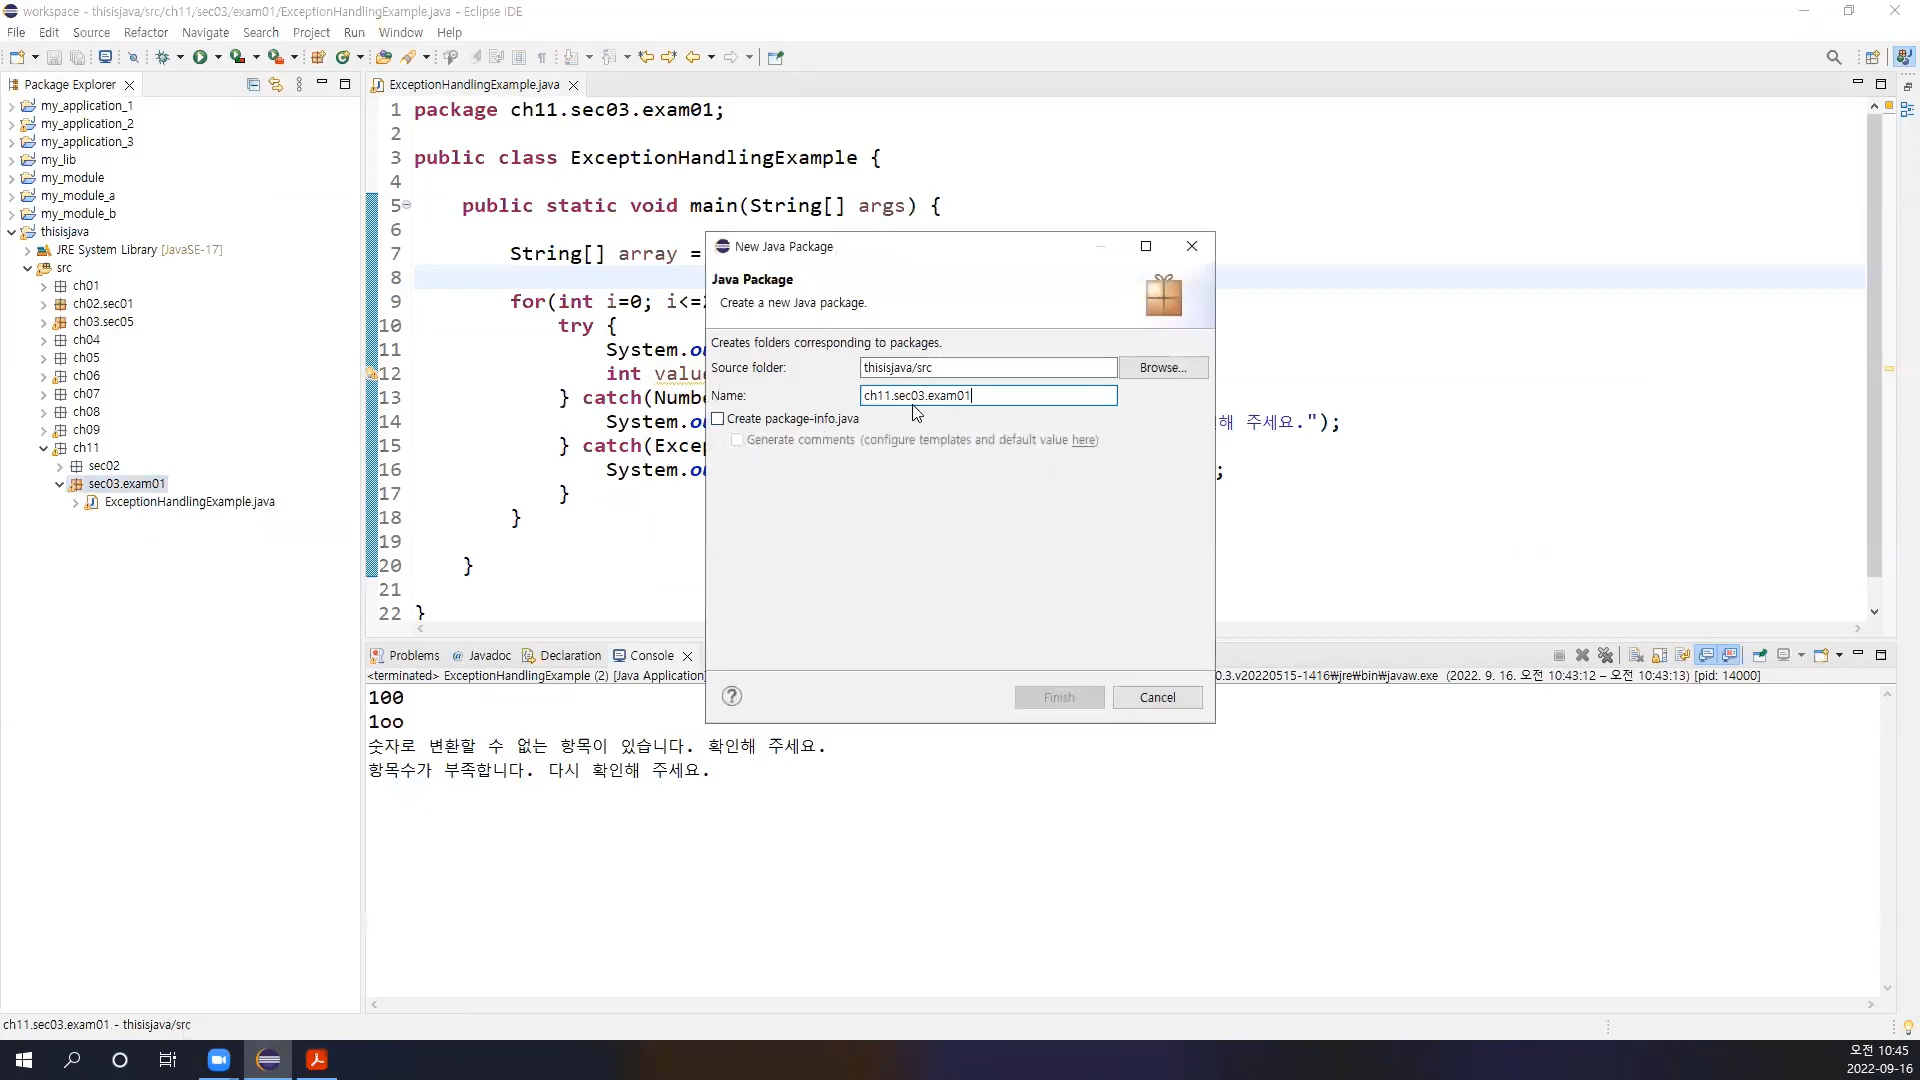 workspace - thisisjava/src/ch11/sec03/exam01/ExceptionHandlingExample.java - Eclipse IDE
File Edit Source Refactor Navigate Search Project Run Window Help
Package Explorer
my_application_1
my_application_2
my_application_3
my_lib
my_module
my_module_a
my_module_b
thisisjava
JRE System Library [JavaSE-17]
src
ch01
ch02.sec01
ch03.sec05
ch04
ch05
ch06
ch07
ch08
ch09
ch11
sec02
sec03.exam01
ExceptionHandlingExample.java
ExceptionHandlingExample.java
1 package ch11.sec03.exam01;
2
3 public class ExceptionHandlingExample {
4
5 public static void main(String[] args) {
6
7 String[] array =
8
9 for(int i=0; i<=
10 try {
11 System.ou
12 int value
13 } catch(Numbe
14 System.ou 해 주세요.");
15 } catch(Excep
16 System.ou ;
17 }
18 }
19
20 }
21
22 }
New Java Package
Java Package
Create a new Java package.
Creates folders corresponding to packages.
Source folder: thisisjava/src Browse...
Name: ch11.sec03.exam01
Create package-info.java
Generate comments (configure templates and default value here)
? Finish Cancel
Problems @ Javadoc Declaration Console
<terminated> ExceptionHandlingExample (2) [Java Application] 0.3.v20220515-1416₩jre₩bin₩javaw.exe (2022. 9. 16. 오전 10:43:12 – 오전 10:43:13) [pid: 14000]
100
1oo
숫자로 변환할 수 없는 항목이 있습니다. 확인해 주세요.
항목수가 부족합니다. 다시 확인해 주세요.
ch11.sec03.exam01 - thisisjava/src
오전 10:45
2022-09-16